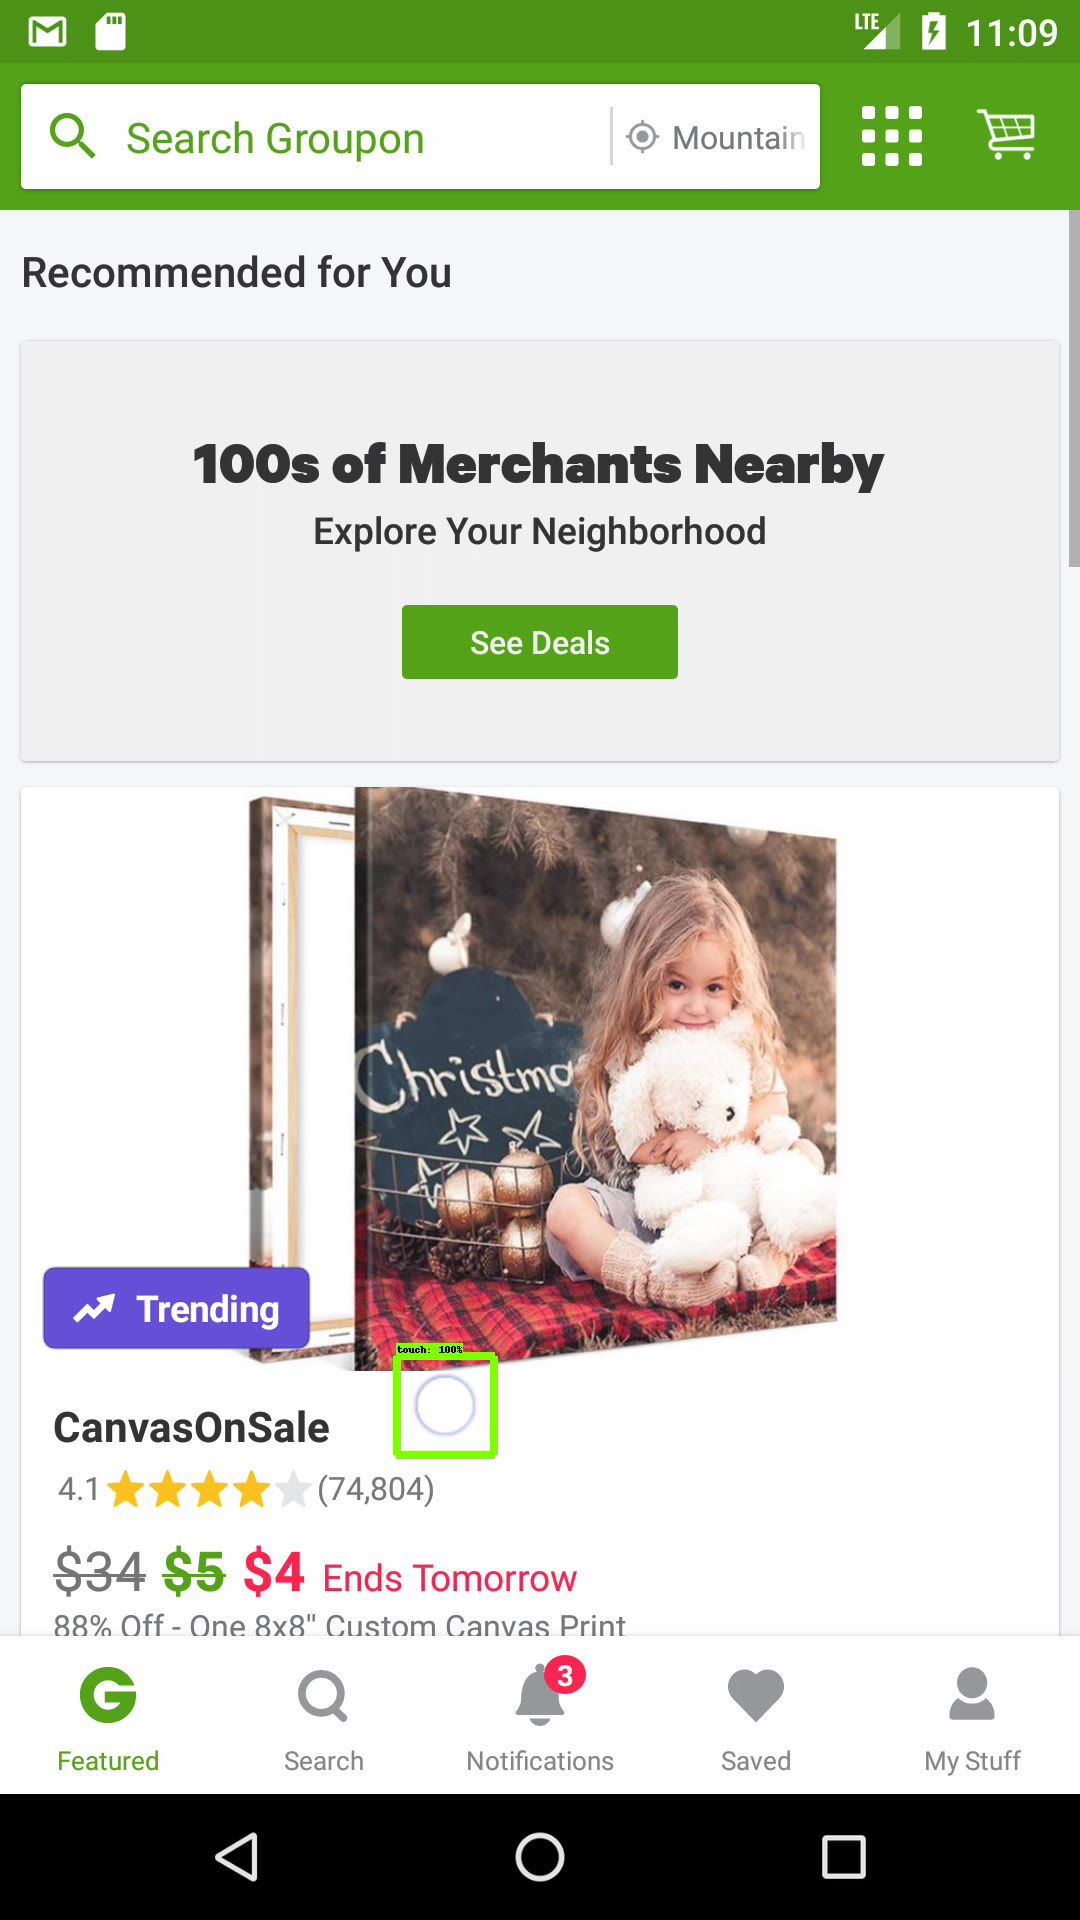 LTE 11:09
Search Groupon Mountain
Recommended for You
100s of Merchants Nearby
Explore Your Neighborhood
See Deals
Christma
Trending
touch: 100%
CanvasOnSale
4.1 (74,804)
$34 $5 $4 Ends Tomorrow
88% Off - One 8x8" Custom Canvas Print
3
Featured Search Notifications Saved My Stuff